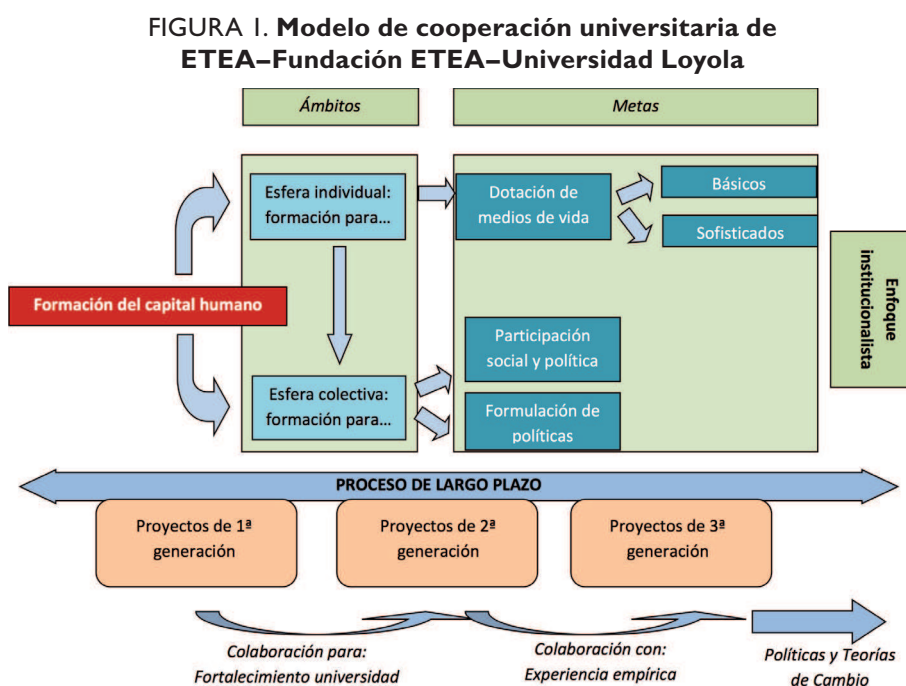 FIGURA 1. Modelo de cooperación universitaria de
ETEA–Fundación ETEA–Universidad Loyola
Ámbitos
Metas
Esfera individual:
formación para...
Dotación de
medios de vida
Básicos
Sofisticados
Enfoque
institucionalista
Formación del capital humano
Participación
social y política
Esfera colectiva:
formación para...
Formulación de
políticas
PROCESO DE LARGO PLAZO
Proyectos de 1ª
generación
Proyectos de 2ª
generación
Proyectos de 3ª
generación
Colaboración para:
Fortalecimiento universidad
Colaboración con:
Experiencia empírica
Políticas y Teorías
de Cambio